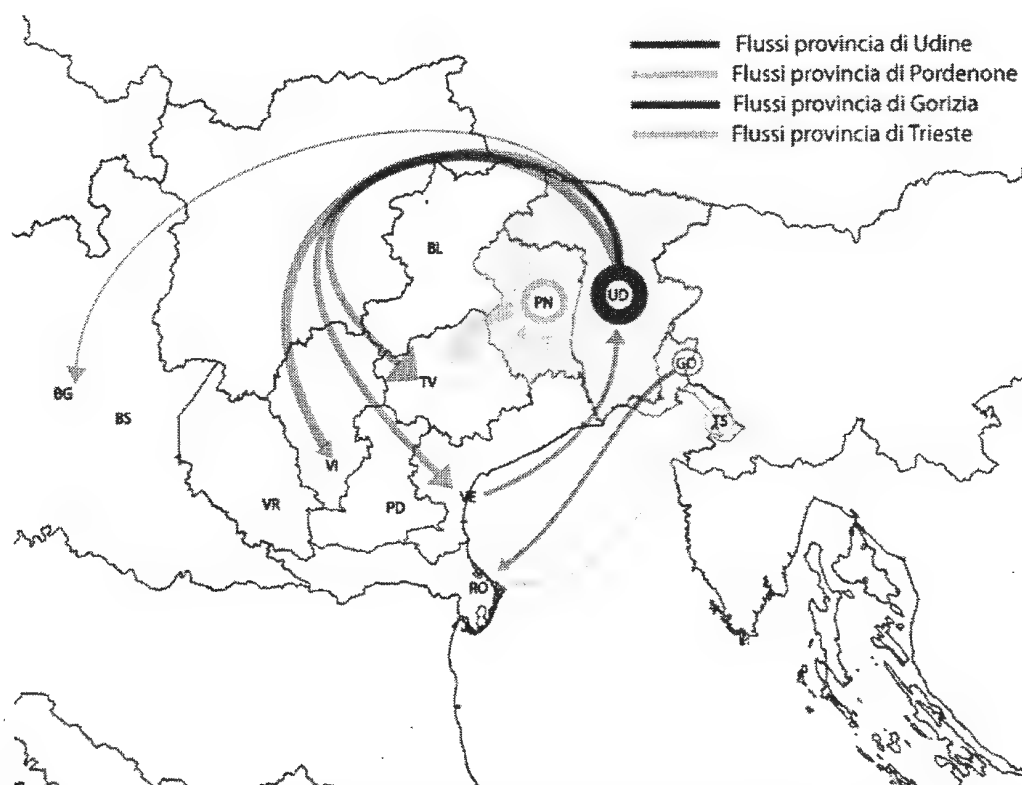 Flussi provincia di Udine
Flussi provincia di Pordenone
Flussi provincia di Gorizia
Flussi provincia di Trieste
BL
PN
UD
GO
TV
BG
BS
TS
VI
VE
VR
PD
RO